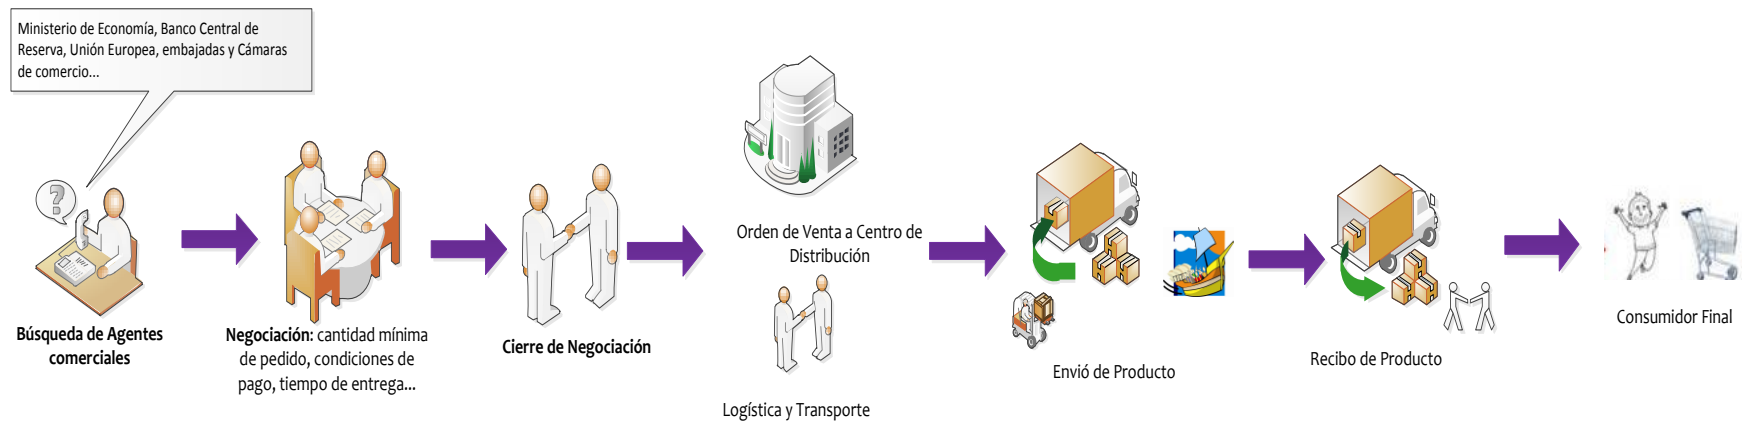 Ministerio de Economía, Banco Central de
Reserva, Unión Europea, embajadas y Cámaras
de comercio...
Búsqueda de Agentes
comerciales
Negociación: cantidad mínima
de pedido, condiciones de
pago, tiempo de entrega...
Cierre de Negociación
Orden de Venta a Centro de
Distribución
Logística y Transporte
Envió de Producto
Recibo de Producto
Consumidor Final